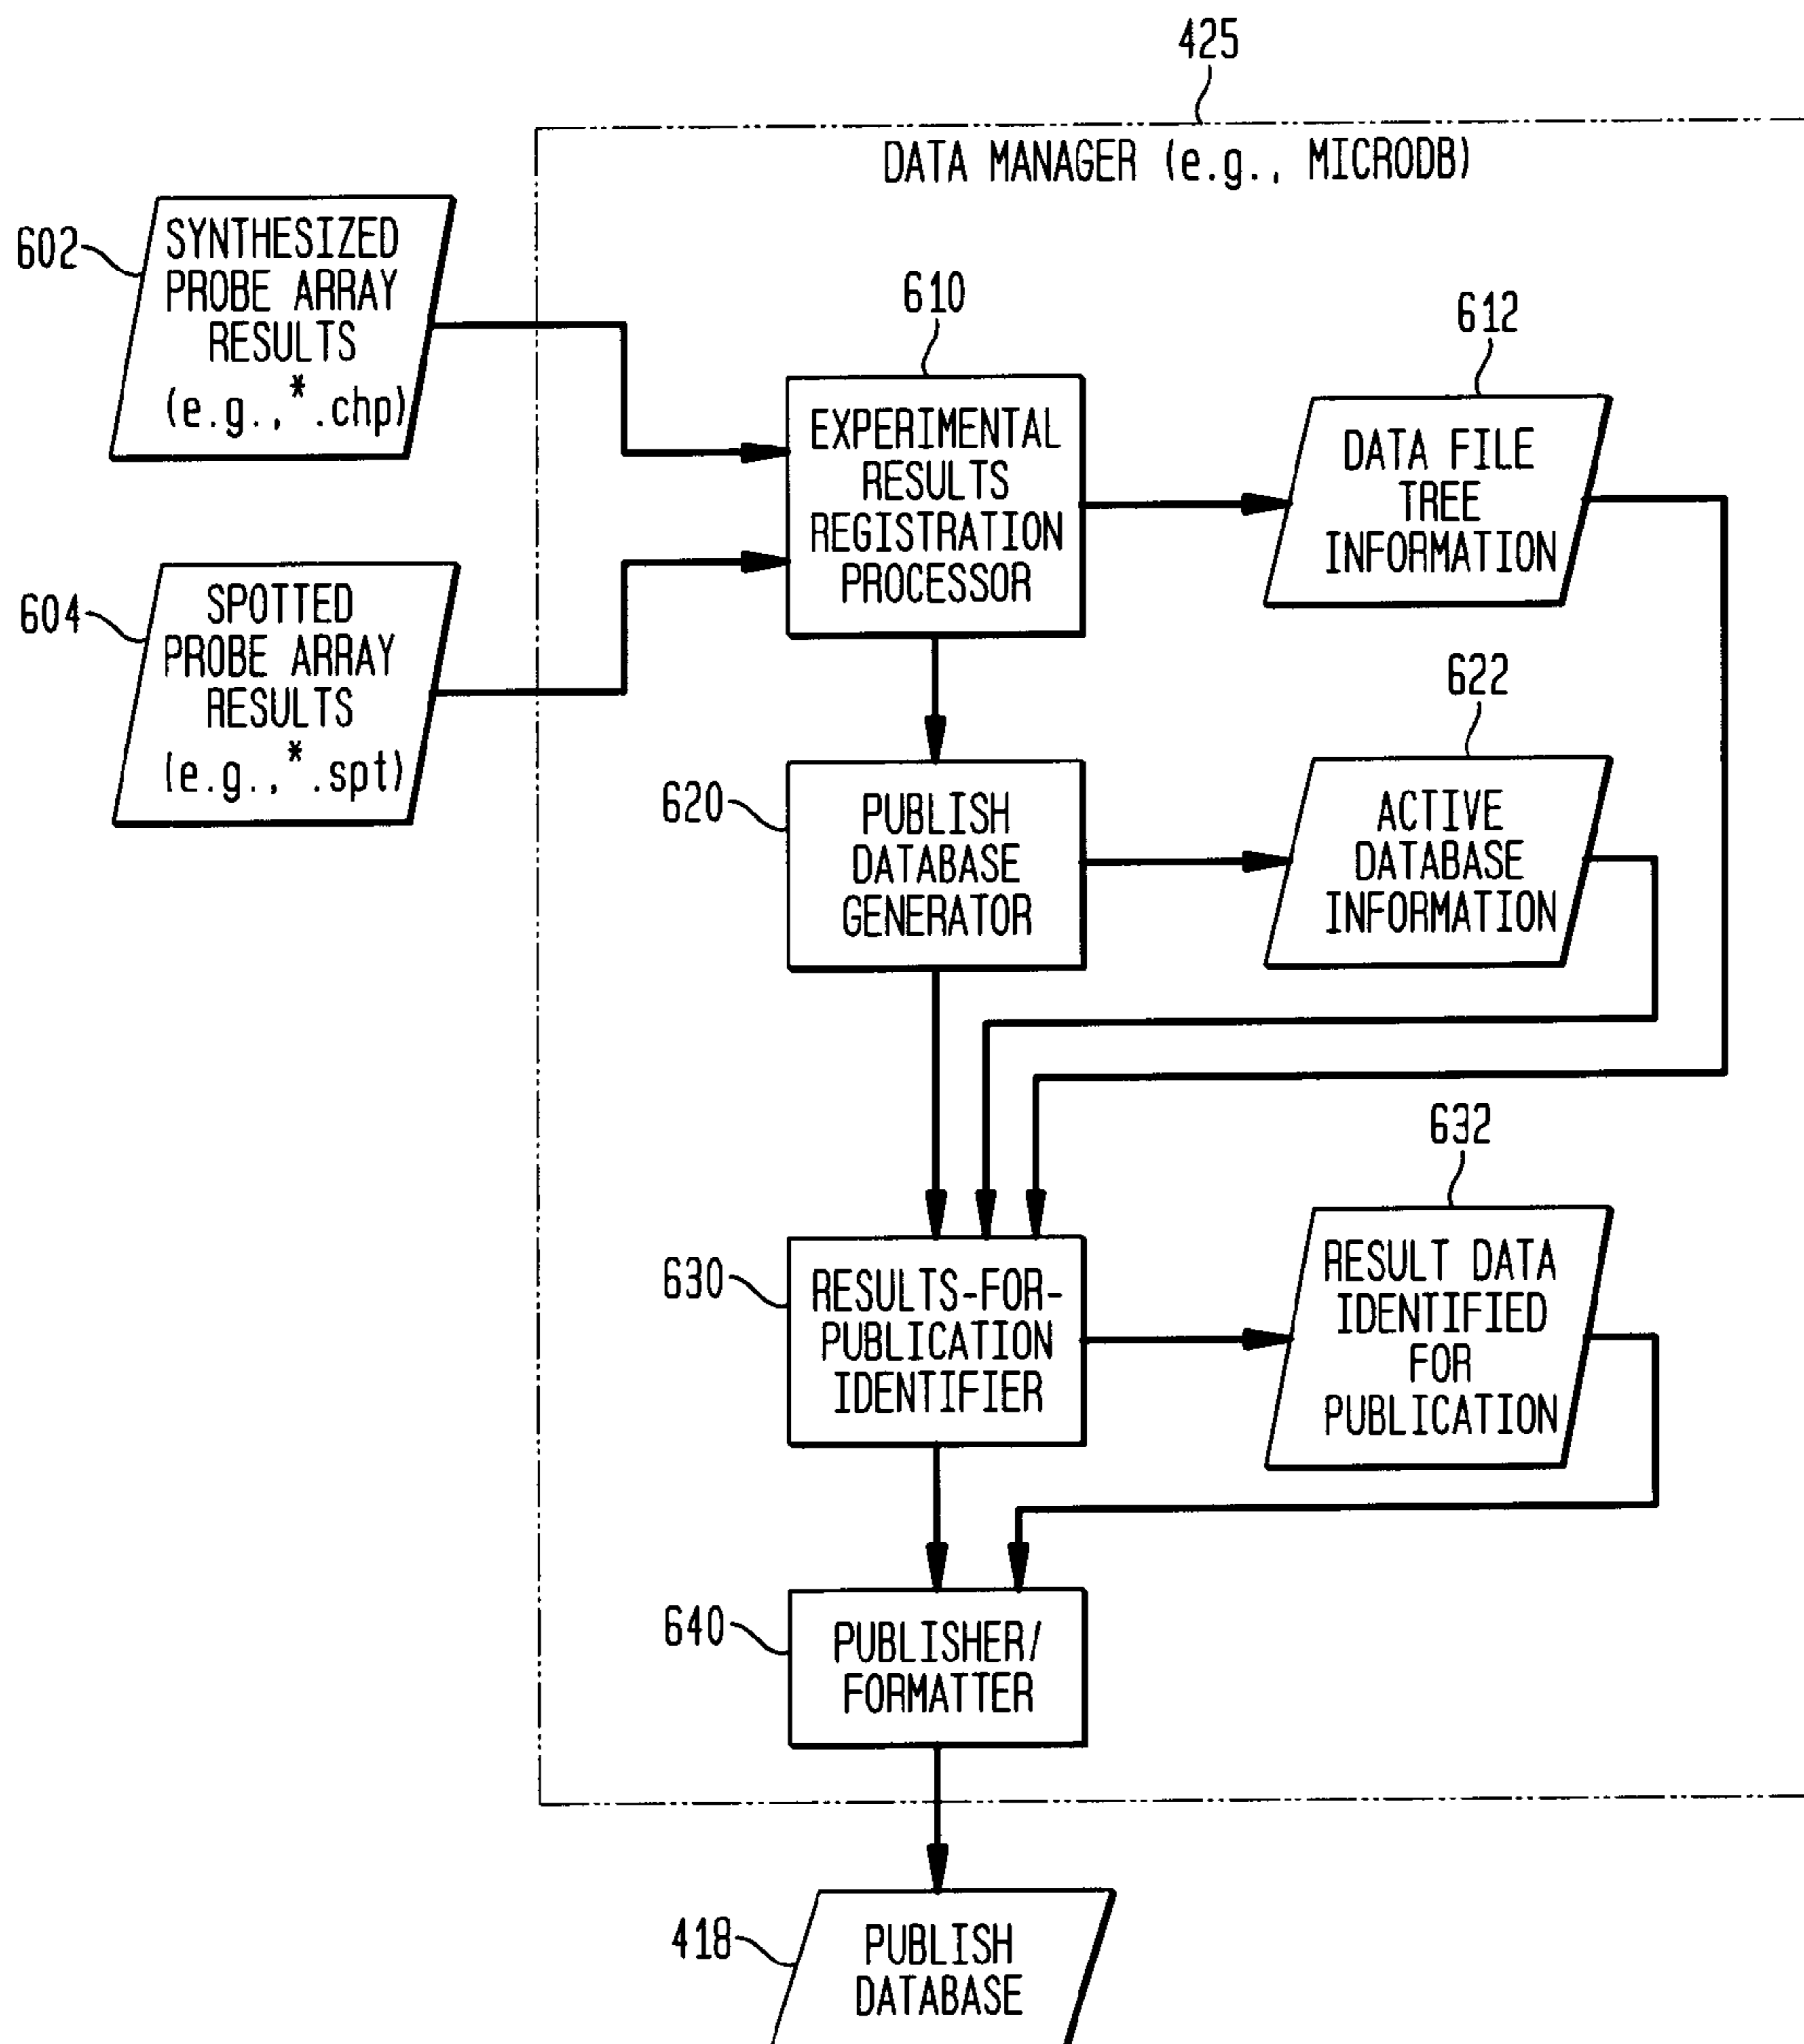 425
DATA MANAGER (e.g., MICRODB)
602
SYNTHESIZED
PROBE ARRAY
RESULTS
(e.g.,*.chp)
604
SPOTTED
PROBE ARRAY
RESULTS
(e.g.,*.spt)
610
EXPERIMENTAL
RESULTS
REGISTRATION
PROCESSOR
612
DATA FILE
TREE
INFORMATION
620
PUBLISH
DATABASE
GENERATOR
622
ACTIVE
DATABASE
INFORMATION
630
RESULTS-FOR-
PUBLICATION
IDENTIFIER
632
RESULT DATA
IDENTIFIED
FOR
PUBLICATION
640
PUBLISHER/
FORMATTER
418
PUBLISH
DATABASE